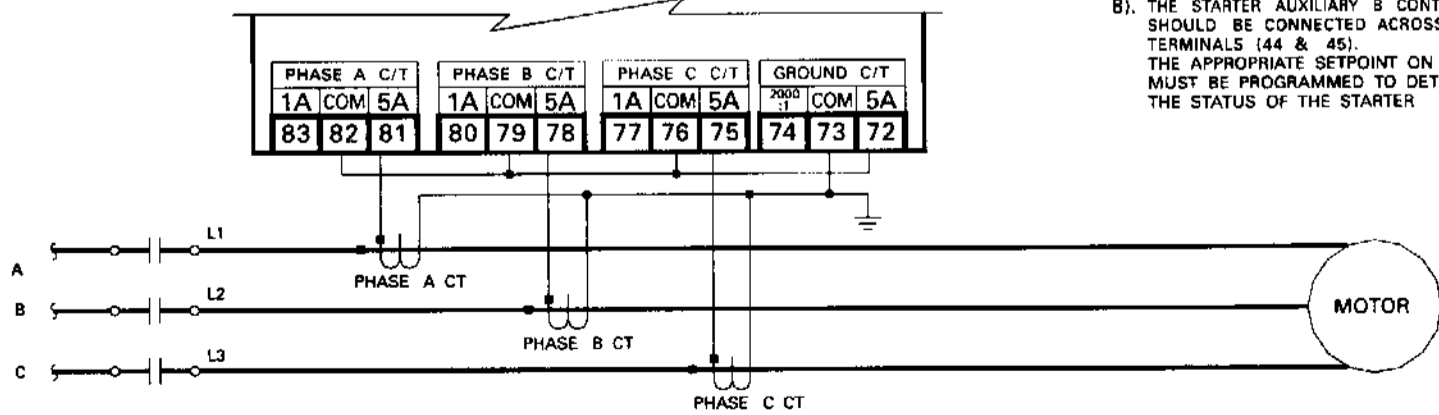 B). THE STARTER AUXILIARY B CONT
SHOULD BE CONNECTED ACROSS
TERMINALS (44 & 45).
THE APPROPRIATE SETPOINT ON
MUST BE PROGRAMMED TO DET
THE STATUS OF THE STARTER
PHASE A C/T PHASE B C/T PHASE C C/T GROUND C/T
1A COM 5A 1A COM 5A 1A COM 5A 2000:1 COM 5A
83 82 81 80 79 78 77 76 75 74 73 72
A L1
PHASE A CT
B L2
PHASE B CT
MOTOR
C L3
PHASE C CT